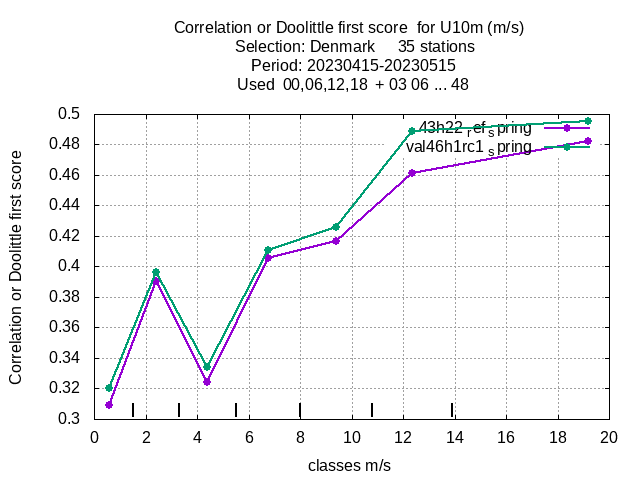 Correlation or Doolittle first score  for U10m (m/s)
Selection: Denmark     35 stations
Period: 20230415-20230515
Used  00,06,12,18  + 03 06 ... 48
Correlation or Doolittle first score
0.5
0.48
0.46
0.44
0.42
0.4
0.38
0.36
0.34
0.32
0.3
43h22_ref_spring
val46h1rc1_spring
0 2 4 6 8 10 12 14 16 18 20
classes m/s